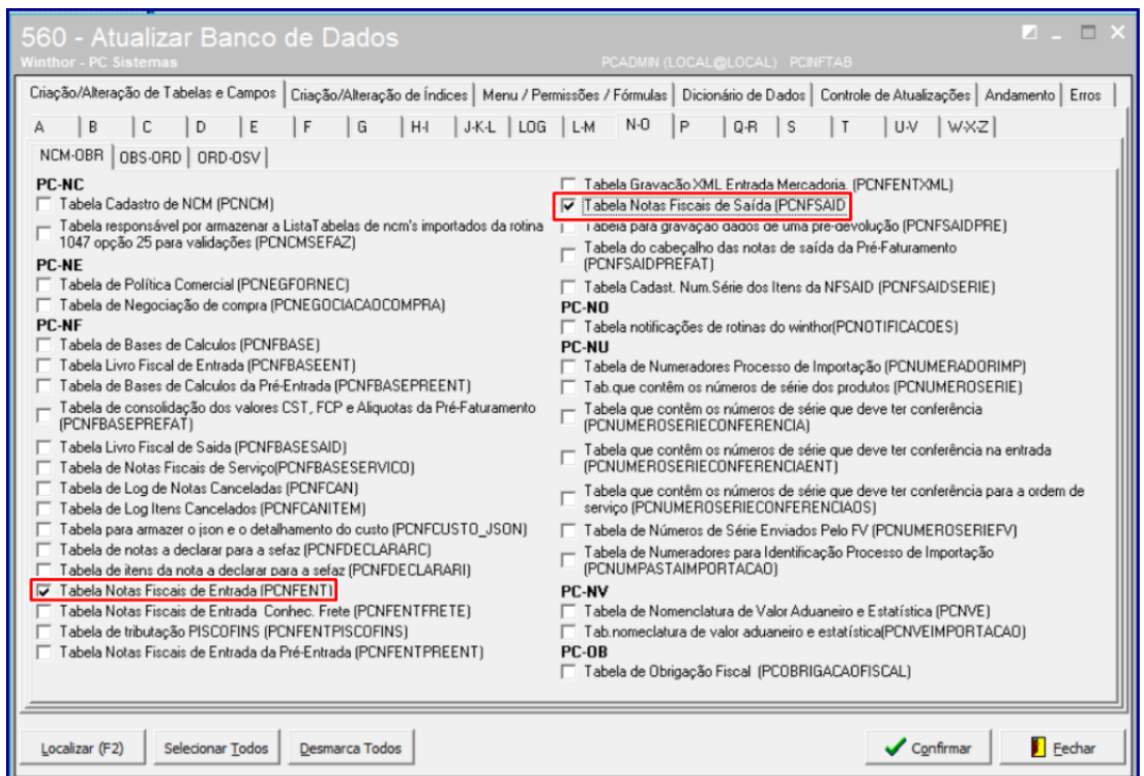 560 - Atualizar Banco de Dados
Winthor - PC Sistemas
PCADMIN (LOCAL@LOCAL) PCINFTAB
Criação/Alteração de Tabelas e Campos
Criação/Alteração de Índices
Menu / Permissões / Fórmulas
Dicionário de Dados
Controle de Atualizações
Andamento
Erros
A
B
C
D
E
F
G
H-I
J-K-L
LOG
L-M
N-O
P
Q-R
S
T
U-V
W-X-Z
NCM-OBR
OBS-ORD
ORD-OSV
PC-NC
Tabela Cadastro de NCM (PCNCM)
Tabela responsável por armazenar a ListaTabelas de ncm's importados da rotina
1047 opção 25 para validações (PCNCMSEFAZ)
PC-NE
Tabela de Política Comercial (PCNEGFORNEC)
Tabela de Negociação de compra (PCNEGOCIACAOCOMPRA)
PC-NF
Tabela de Bases de Calculos (PCNFBASE)
Tabela Livro Fiscal de Entrada (PCNFBASEENT)
Tabela de Bases de Calculos da Pré-Entrada (PCNFBASEPREENT)
Tabela de consolidação dos valores CST, FCP e Aliquotas da Pré-Faturamento
(PCNFBASEPREFAT)
Tabela Livro Fiscal de Saida (PCNFBASESAID)
Tabela de Notas Fiscais de Serviço(PCNFBASESERVICO)
Tabela de Log de Notas Canceladas (PCNFCAN)
Tabela de Log Itens Cancelados (PCNFCANITEM)
Tabela para armazer o json e o detalhamento do custo (PCNFCUSTO_JSON)
Tabela de notas a declarar para a sefaz (PCNFDECLARARC)
Tabela de itens da nota a declarar para a sefaz (PCNFDECLARARI)
Tabela Notas Fiscais de Entrada (PCNFENT)
Tabela Notas Fiscais de Entrada Conhec. Frete (PCNFENTFRETE)
Tabela de tributação PISCOFINS (PCNFENTPISCOFINS)
Tabela Notas Fiscais de Entrada da Pré-Entrada (PCNFENTPREENT)
Tabela Gravacão XML Entrada Mercadoria. (PCNFENTXML)
Tabela Notas Fiscais de Saída (PCNFSAID
Tabela para gravação dados de uma pré-devolução (PCNFSAIDPRE)
Tabela do cabeçalho das notas de saída da Pré-Faturamento
(PCNFSAIDPREFAT)
Tabela Cadast. Num.Série dos Itens da NFSAID (PCNFSAIDSERIE)
PC-NO
Tabela notificações de rotinas do winthor(PCNOTIFICACOES)
PC-NU
Tabela de Numeradores Processo de Importação (PCNUMERADORIMP)
Tab.que contêm os números de série dos produtos (PCNUMEROSERIE)
Tabela que contêm os números de série que deve ter conferência
(PCNUMEROSERIECONFERENCIA)
Tabela que contêm os números de série que deve ter conferência na entrada
(PCNUMEROSERIECONFERENCIAENT)
Tabela que contêm os números de série que deve ter conferência para a ordem de
serviço (PCNUMEROSERIECONFERENCIAOS)
Tabela de Números de Série Enviados Pelo FV (PCNUMEROSERIEFV)
Tabela de Numeradores para Identificação Processo de Importação
(PCNUMPASTAIMPORTACAO)
PC-NV
Tabela de Nomenclatura de Valor Aduaneiro e Estatística (PCNVE)
Tab.nomeclatura de valor aduaneiro e estatística(PCNVEIMPORTACAO)
PC-OB
Tabela de Obrigação Fiscal (PCOBRIGACAOFISCAL)
Localizar (F2)
Selecionar Todos
Desmarca Todos
Confirmar
Fechar